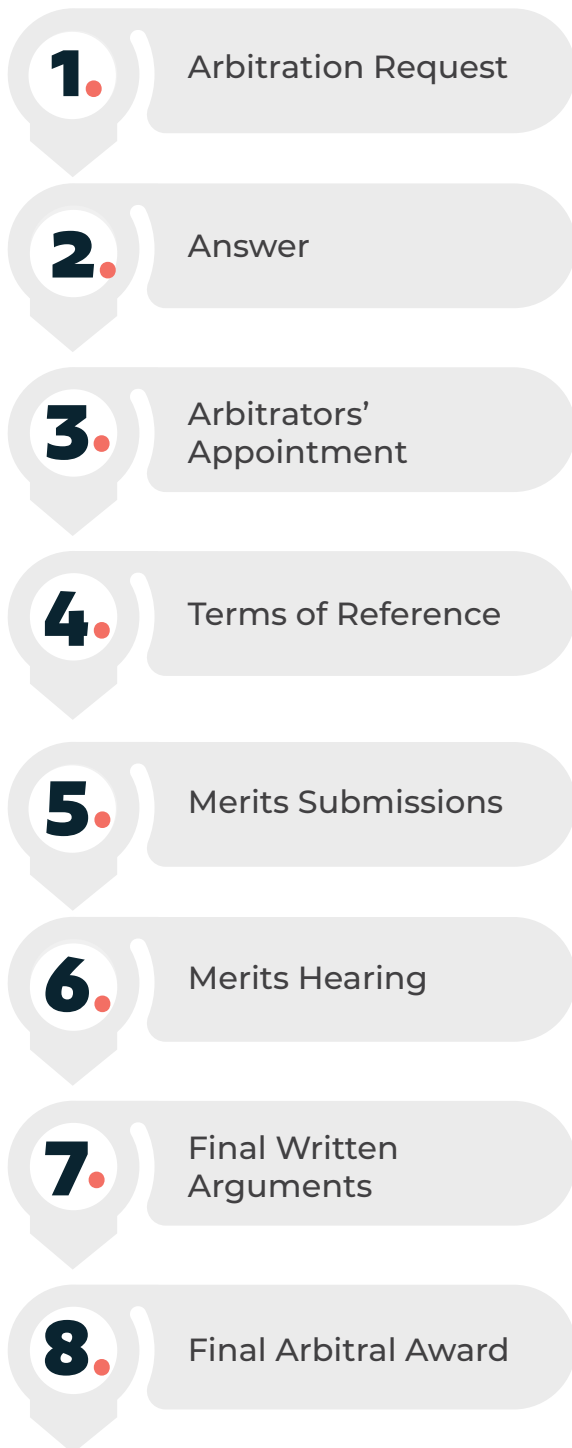 1.
Arbitration Request
2.
Answer
3.
Arbitrators’
Appointment
4.
Terms of Reference
5.
Merits Submissions
6.
Merits Hearing
7.
Final Written
Arguments
8.
Final Arbitral Award